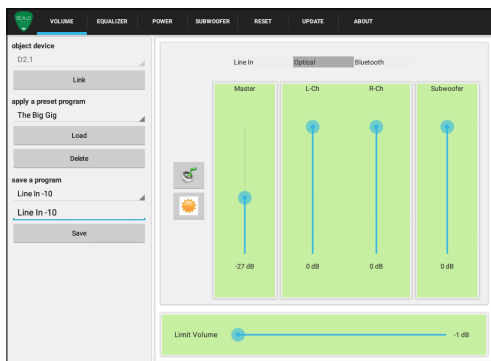 BEALE
VOLUME
EQUALIZER
POWER
SUBWOOFER
RESET
UPDATE
ABOUT
object device
D2.1
Link
apply a preset program
The Big Gig
Load
Delete
save a program
Line In -10
Line In -10
Save
Line In
Optical
Bluetooth
Master
L-Ch
R-Ch
Subwoofer
-27 dB
0 dB
0 dB
0 dB
Limit Volume
-1 dB